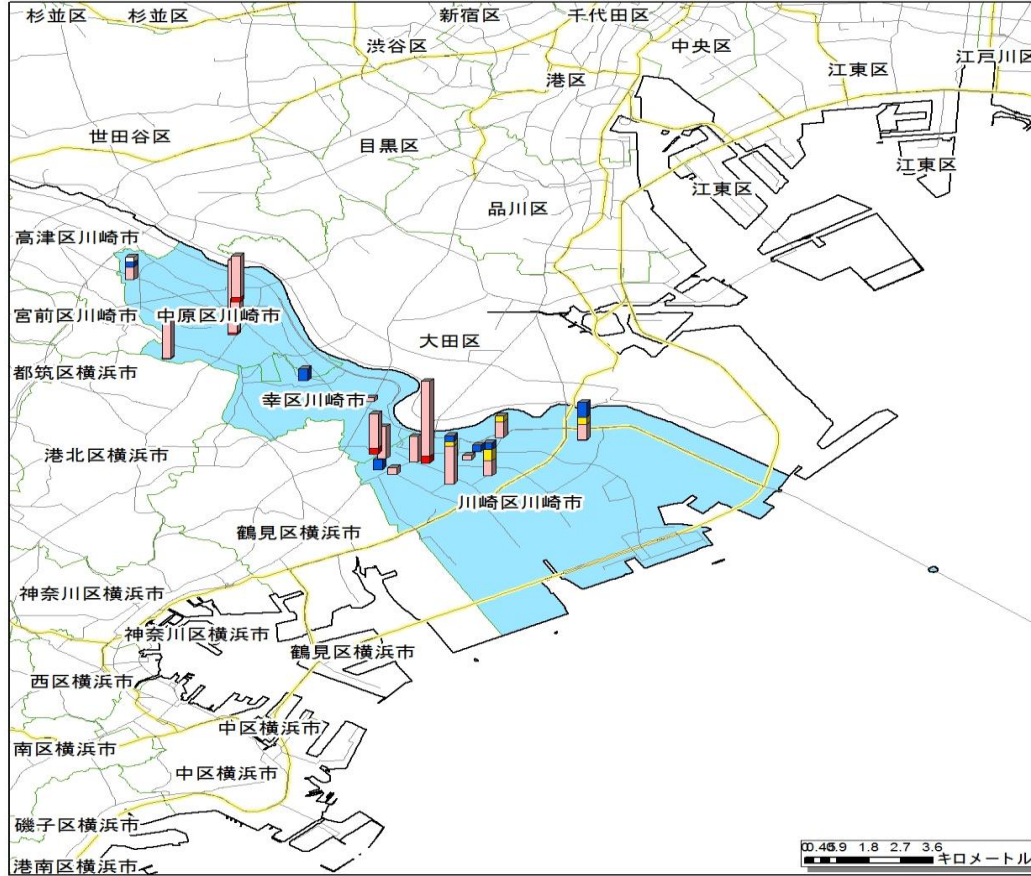 杉並区
杉並区
新宿区
千代田区
渋谷区
中央区
江戸川区
港区
江東区
世田谷区
目黒区
江東区
江東区
品川区
高津区川崎市
宮前区川崎市
中原区川崎市
大田区
都筑区横浜市
幸区川崎市
港北区横浜市
川崎区川崎市
鶴見区横浜市
神奈川区横浜市
神奈川区横浜市
鶴見区横浜市
西区横浜市
中区横浜市
南区横浜市
中区横浜市
磯子区横浜市
港南区横浜市
1.8 2.7 3.6
キロメートル